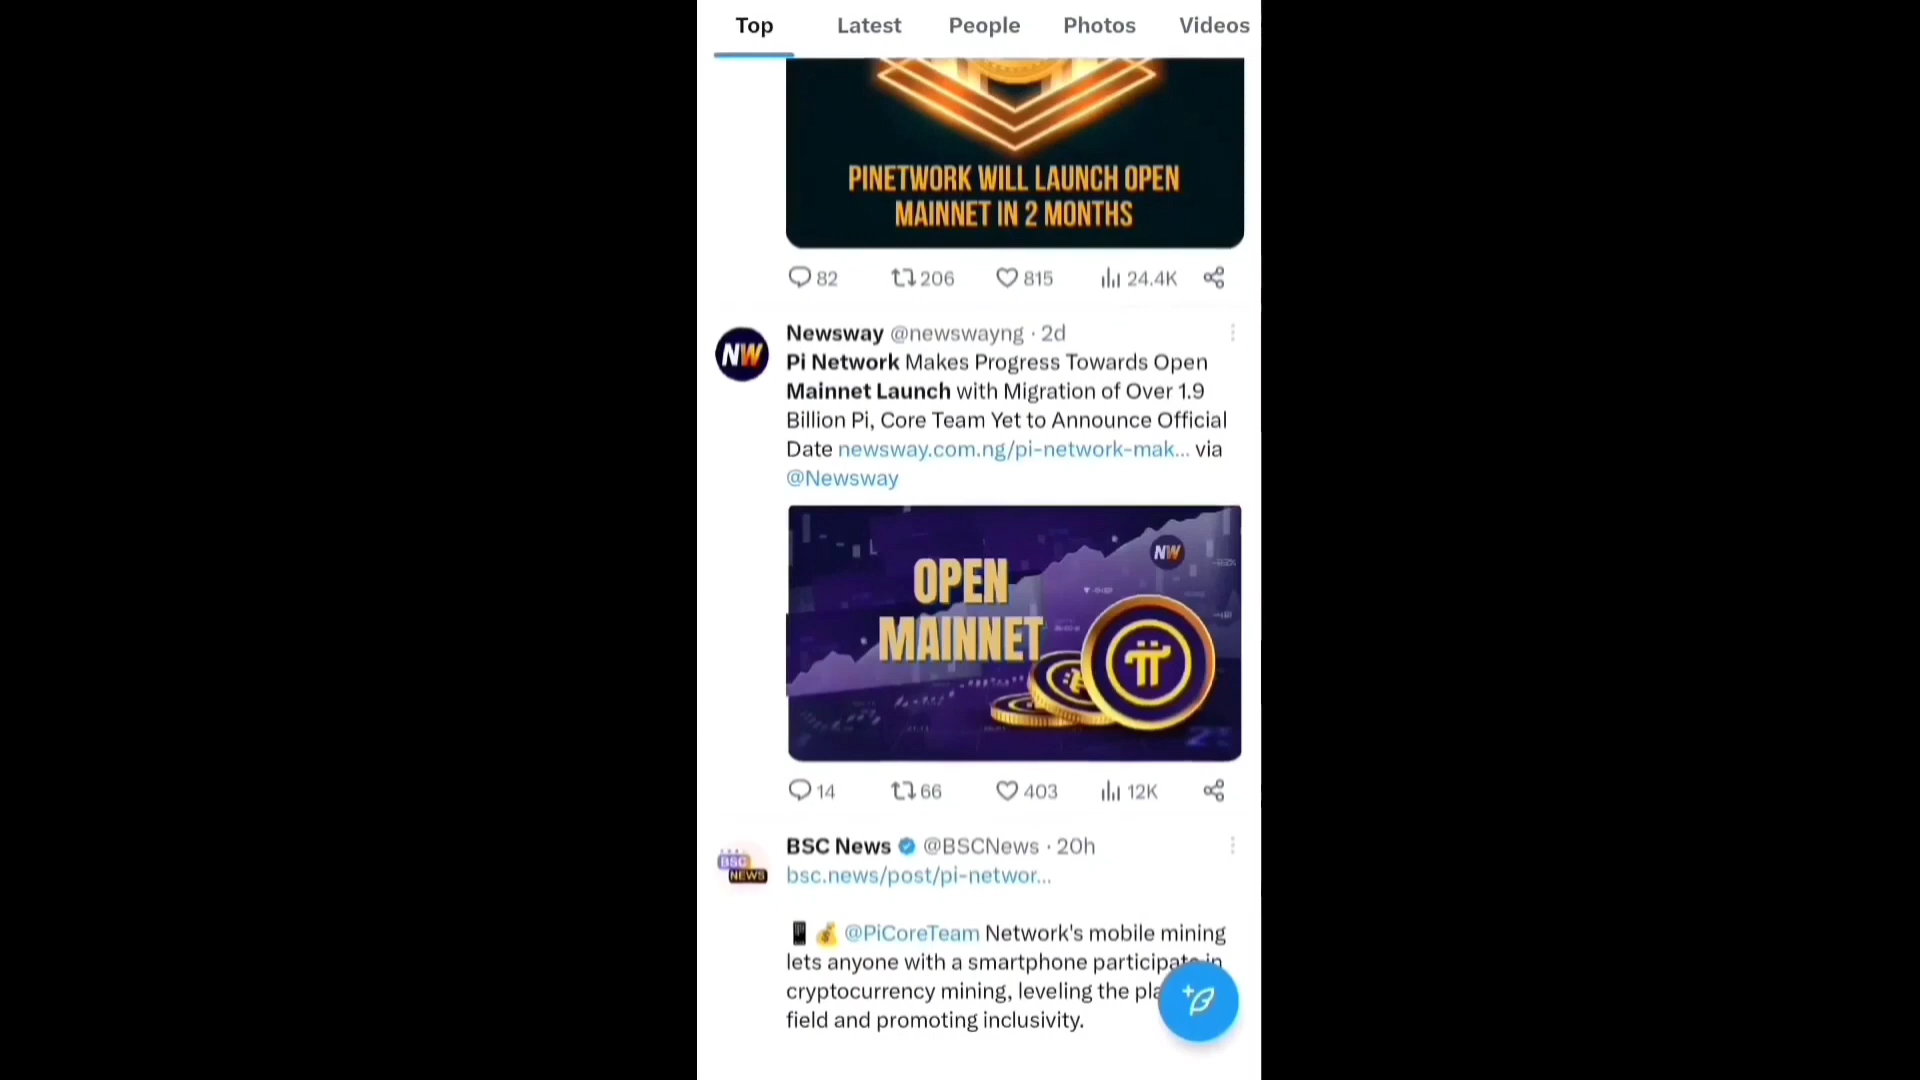 Top Latest People Photos Videos
PINETWORK WILL LAUNCH OPEN
MAINNET IN 2 MONTHS
82 206 815 24.4K
Newsway @newswayng · 2d
NW
Pi Network Makes Progress Towards Open
Mainnet Launch with Migration of Over 1.9
Billion Pi, Core Team Yet to Announce Official
Date newsway.com.ng/pi-network-mak... via
@Newsway
NW
OPEN
MAINNET
14 66 403 12K
BSC News @BSCNews · 20h
BSC
NEWS
bsc.news/post/pi-networ...
@PiCoreTeam Network's mobile mining
lets anyone with a smartphone participate in
cryptocurrency mining, leveling the
field and promoting inclusivity.